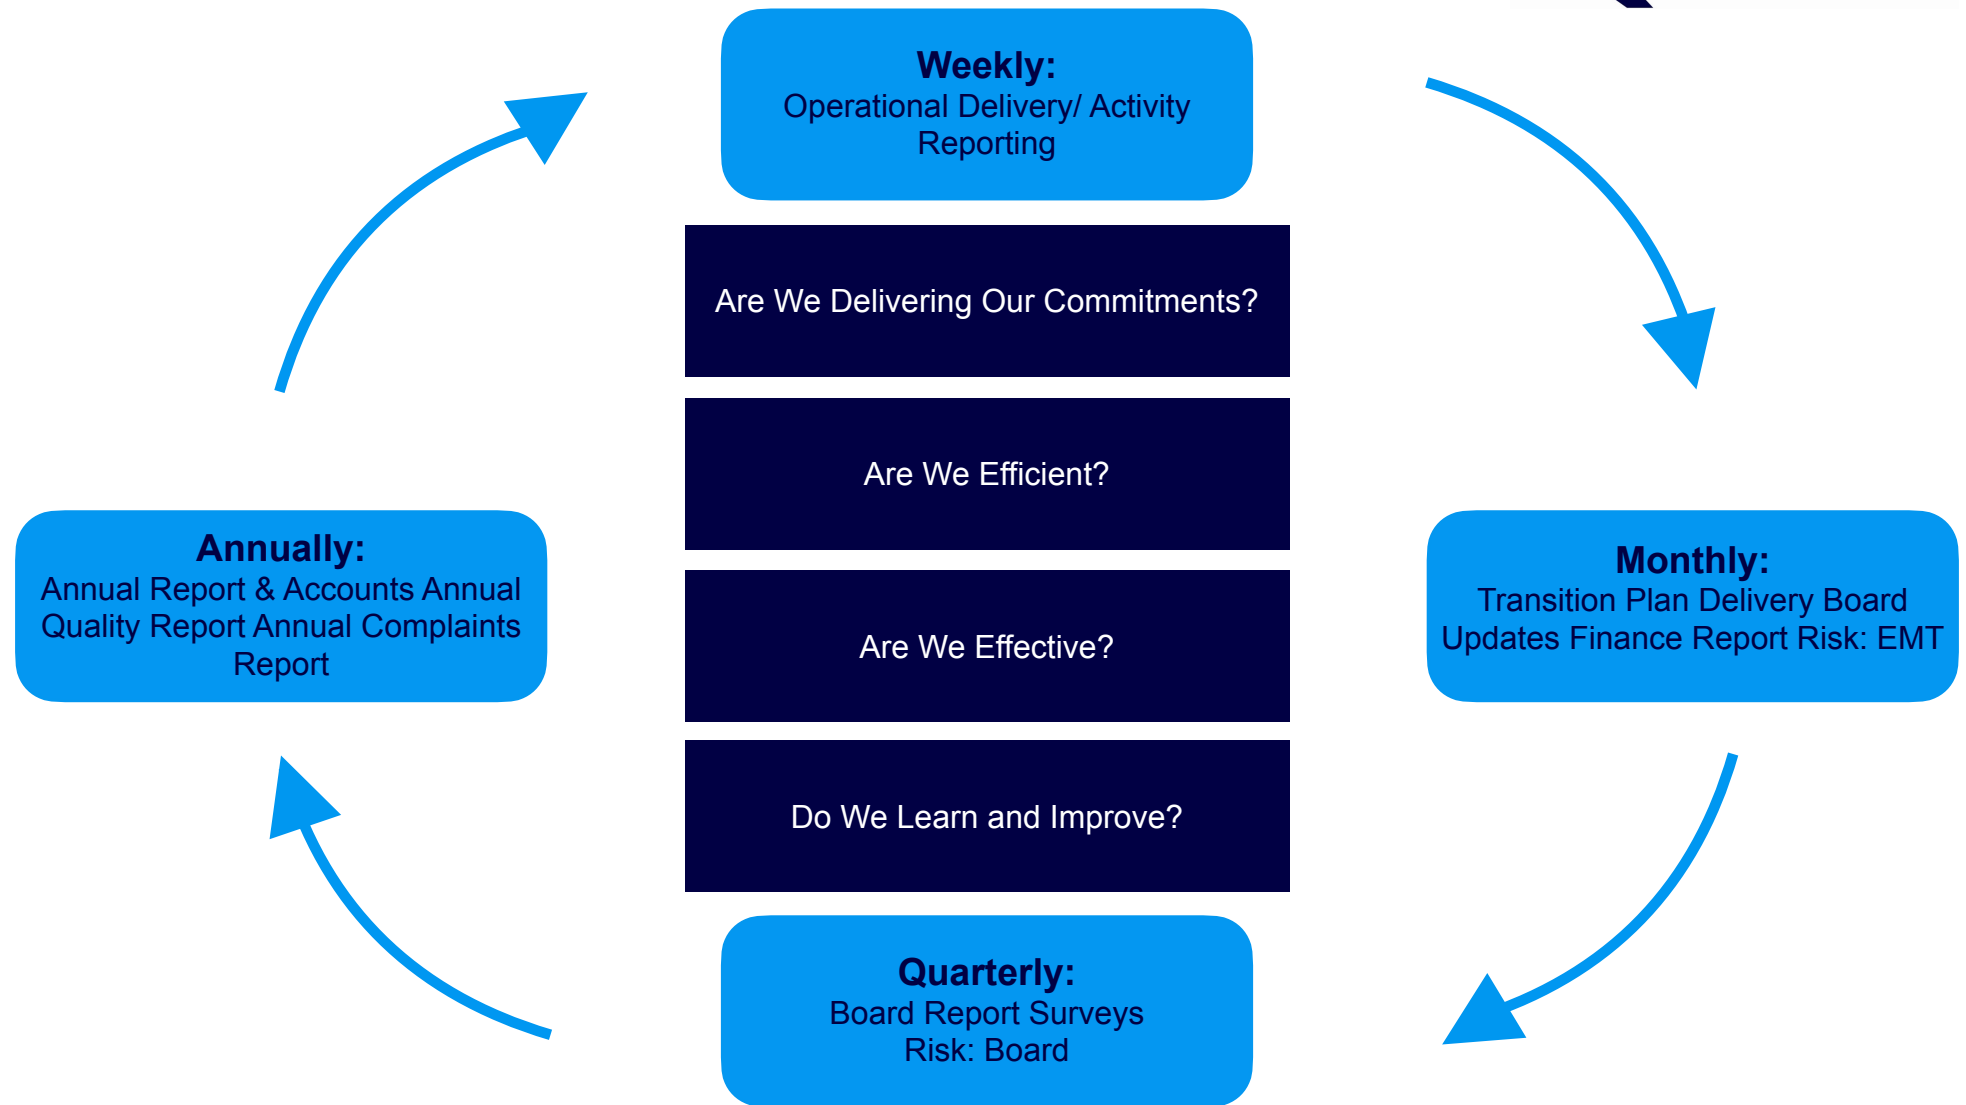 Weekly:
Operational Delivery/ Activity
Reporting
Are We Delivering Our Commitments?
Are We Efficient?
Are We Effective?
Do We Learn and Improve?
Annually:
Annual Report & Accounts Annual
Quality Report Annual Complaints
Report
Monthly:
Transition Plan Delivery Board
Updates Finance Report Risk: EMT
Quarterly:
Board Report Surveys
Risk: Board